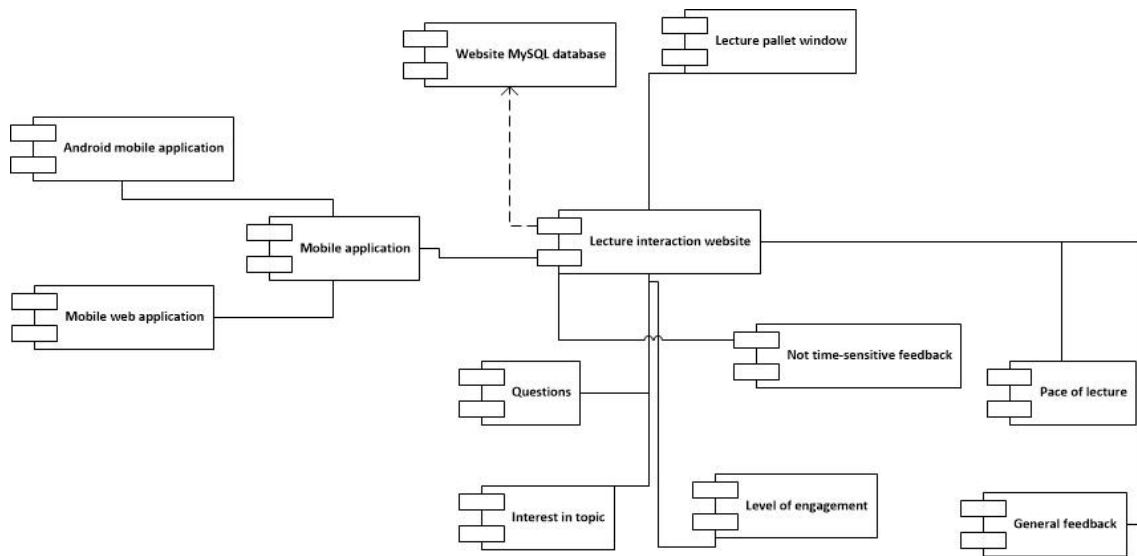 Lecture pallet window
Website MySQL database
Android mobile application
Mobile application
Lecture interaction website
Mobile web application
Not time-sensitive feedback
Questions
Pace of lecture
Interest in topic
Level of engagement
General feedback